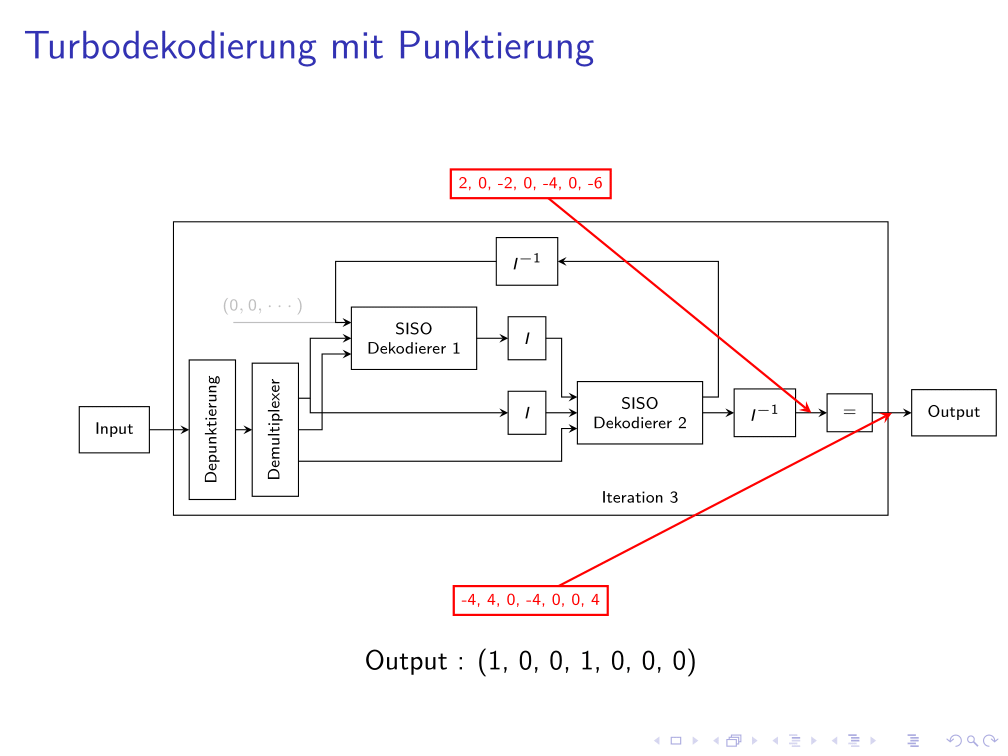 Turbodekodierung mit Punktierung
2, 0, -2, 0, -4, 0, -6
I⁻¹
(0, 0, · · · )
SISO
Dekodierer 1
I
Input
Depunktierung
Demultiplexer
I
SISO
Dekodierer 2
I⁻¹
=
Output
Iteration 3
-4, 4, 0, -4, 0, 0, 4
Output : (1, 0, 0, 1, 0, 0, 0)